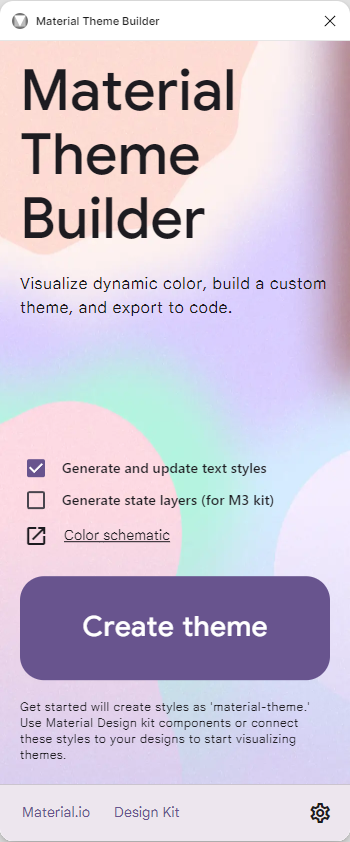 Material Theme Builder
Material
Theme
Builder
Visualize dynamic color, build a custom
theme, and export to code.
Generate and update text styles
Generate state layers (for M3 kit)
Color schematic
Create theme
Get started will create styles as 'material-theme.'
Use Material Design kit components or connect
these styles to your designs to start visualizing
themes.
Material.io Design Kit